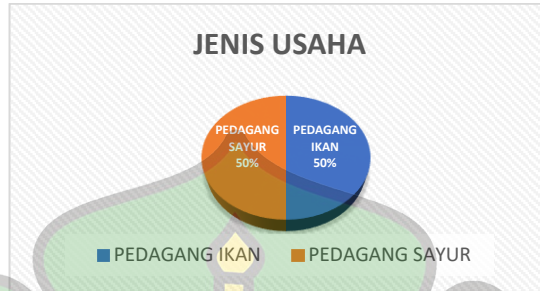 JENIS USAHA
PEDAGANG
SAYUR
50%
PEDAGANG
IKAN
50%
PEDAGANG IKAN
PEDAGANG SAYUR